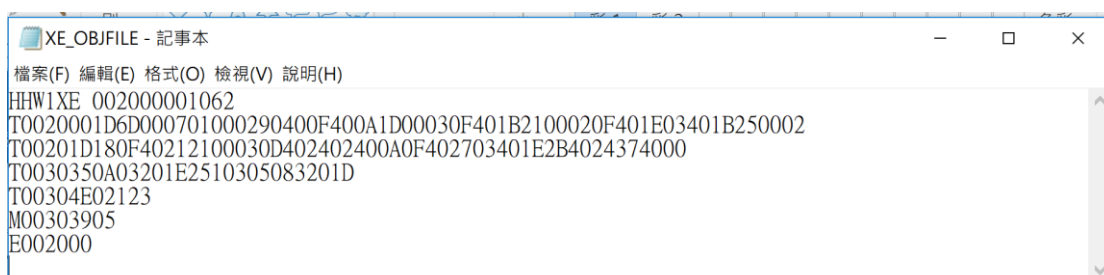 XE_OBJFILE - 記事本
檔案(F) 編輯(E) 格式(O) 檢視(V) 說明(H)
HHW1XE 002000001062
T0020001D6D000701000290400F400A1D00030F401B2100020F401E03401B250002
T00201D180F40212100030D402402400A0F402703401E2B4024374000
T0030350A03201E2510305083201D
T00304E02123
M00303905
E002000